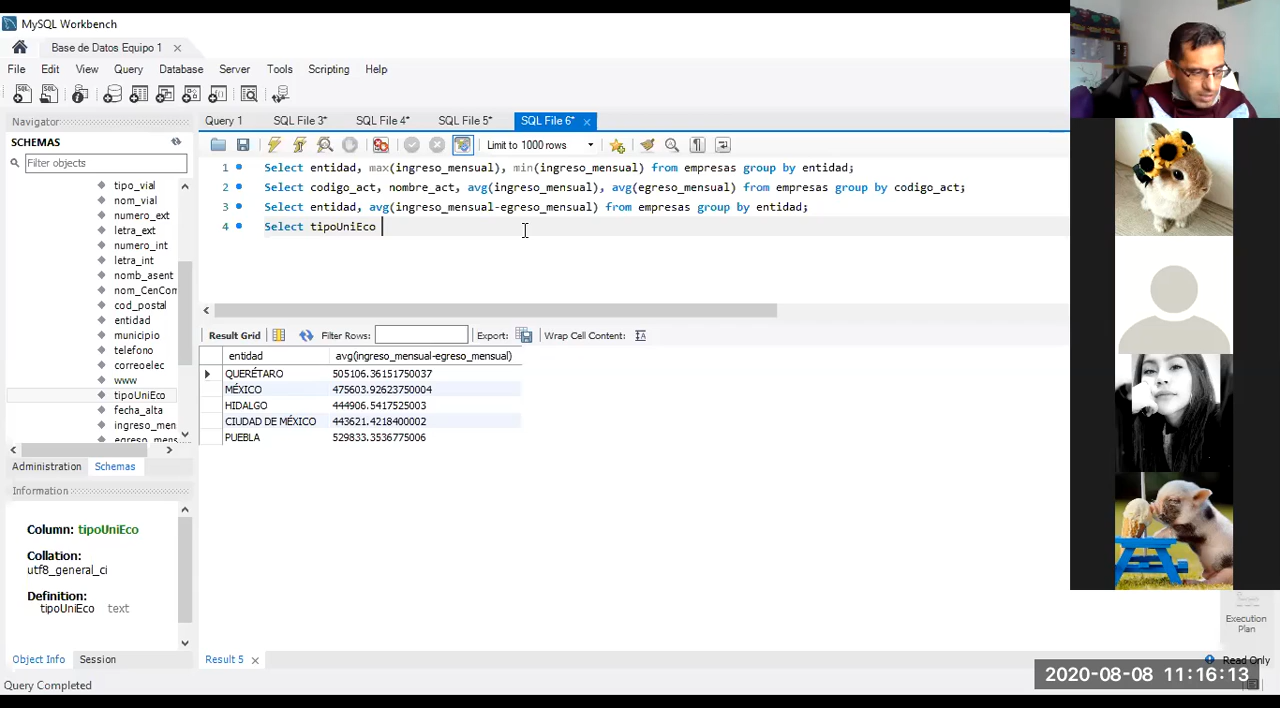 MySQL Workbench
Base de Datos Equipo 1
File Edit View Query Database Server Tools Scripting Help
Navigator
SCHEMAS
Filter objects
tipo_vial
nom_vial
numero_ext
letra_ext
numero_int
letra_int
nomb_asent
nom_CenCom
cod_postal
entidad
municipio
telefono
correoelec
www
tipoUniEco
fecha_alta
ingreso_men
egreso_mens
Administration Schemas
Information
Column: tipoUniEco
Collation:
utf8_general_ci
Definition:
tipoUniEco text
Object Info Session
Query Completed
Query 1 SQL File 3* SQL File 4* SQL File 5* SQL File 6*
Limit to 1000 rows
1 Select entidad, max(ingreso_mensual), min(ingreso_mensual) from empresas group by entidad;
2 Select codigo_act, nombre_act, avg(ingreso_mensual), avg(egreso_mensual) from empresas group by codigo_act;
3 Select entidad, avg(ingreso_mensual-egreso_mensual) from empresas group by entidad;
4 Select tipoUniEco
Result Grid Filter Rows: Export: Wrap Cell Content:
entidad avg(ingreso_mensual-egreso_mensual)
QUERÉTARO 505106.36151750037
MÉXICO 475603.92623750004
HIDALGO 444906.5417525003
CIUDAD DE MÉXICO 443621.4218400002
PUEBLA 529833.3536775006
Result 5
Execution
Plan
Read Only
2020-08-08 11:16:13